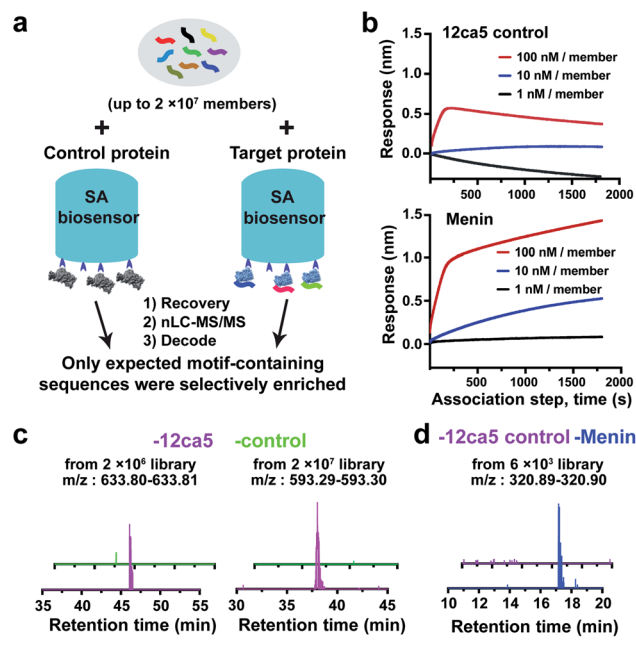 a
(up to 2 ×10⁷ members)
+ +
Control protein Target protein
SA biosensor
SA biosensor
1) Recovery
2) nLC-MS/MS
3) Decode
Only expected motif-containing
sequences were selectively enriched
b
12ca5 control
Response (nm)
1.5
1.0
0.5
0.0
100 nM / member
10 nM / member
1 nM / member
500 1000 1500 2000
Menin
Response (nm)
1.5
1.0
0.5
0.0
100 nM / member
10 nM / member
1 nM / member
500 1000 1500 2000
Association step, time (s)
c
-12ca5 -control
from 2 ×10⁶ library
m/z : 633.80-633.81
35 40 45 50 55
Retention time (min)
from 2 ×10⁷ library
m/z : 593.29-593.30
30 35 40 45
Retention time (min)
d
-12ca5 control -Menin
from 6 ×10³ library
m/z : 320.89-320.90
10 12 14 16 18 20
Retention time (min)